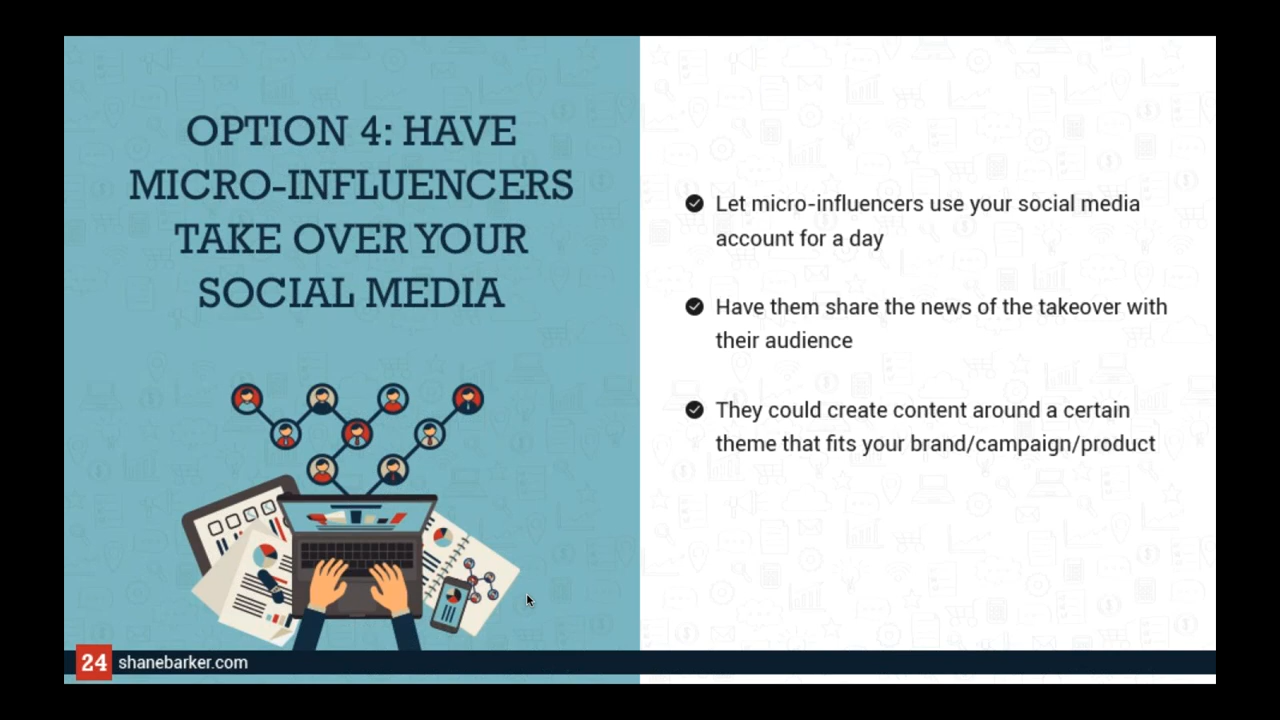 OPTION 4: HAVE
MICRO-INFLUENCERS
TAKE OVER YOUR
SOCIAL MEDIA
Let micro-influencers use your social media
account for a day
Have them share the news of the takeover with
their audience
They could create content around a certain
theme that fits your brand/campaign/product
24 shanebarker.com